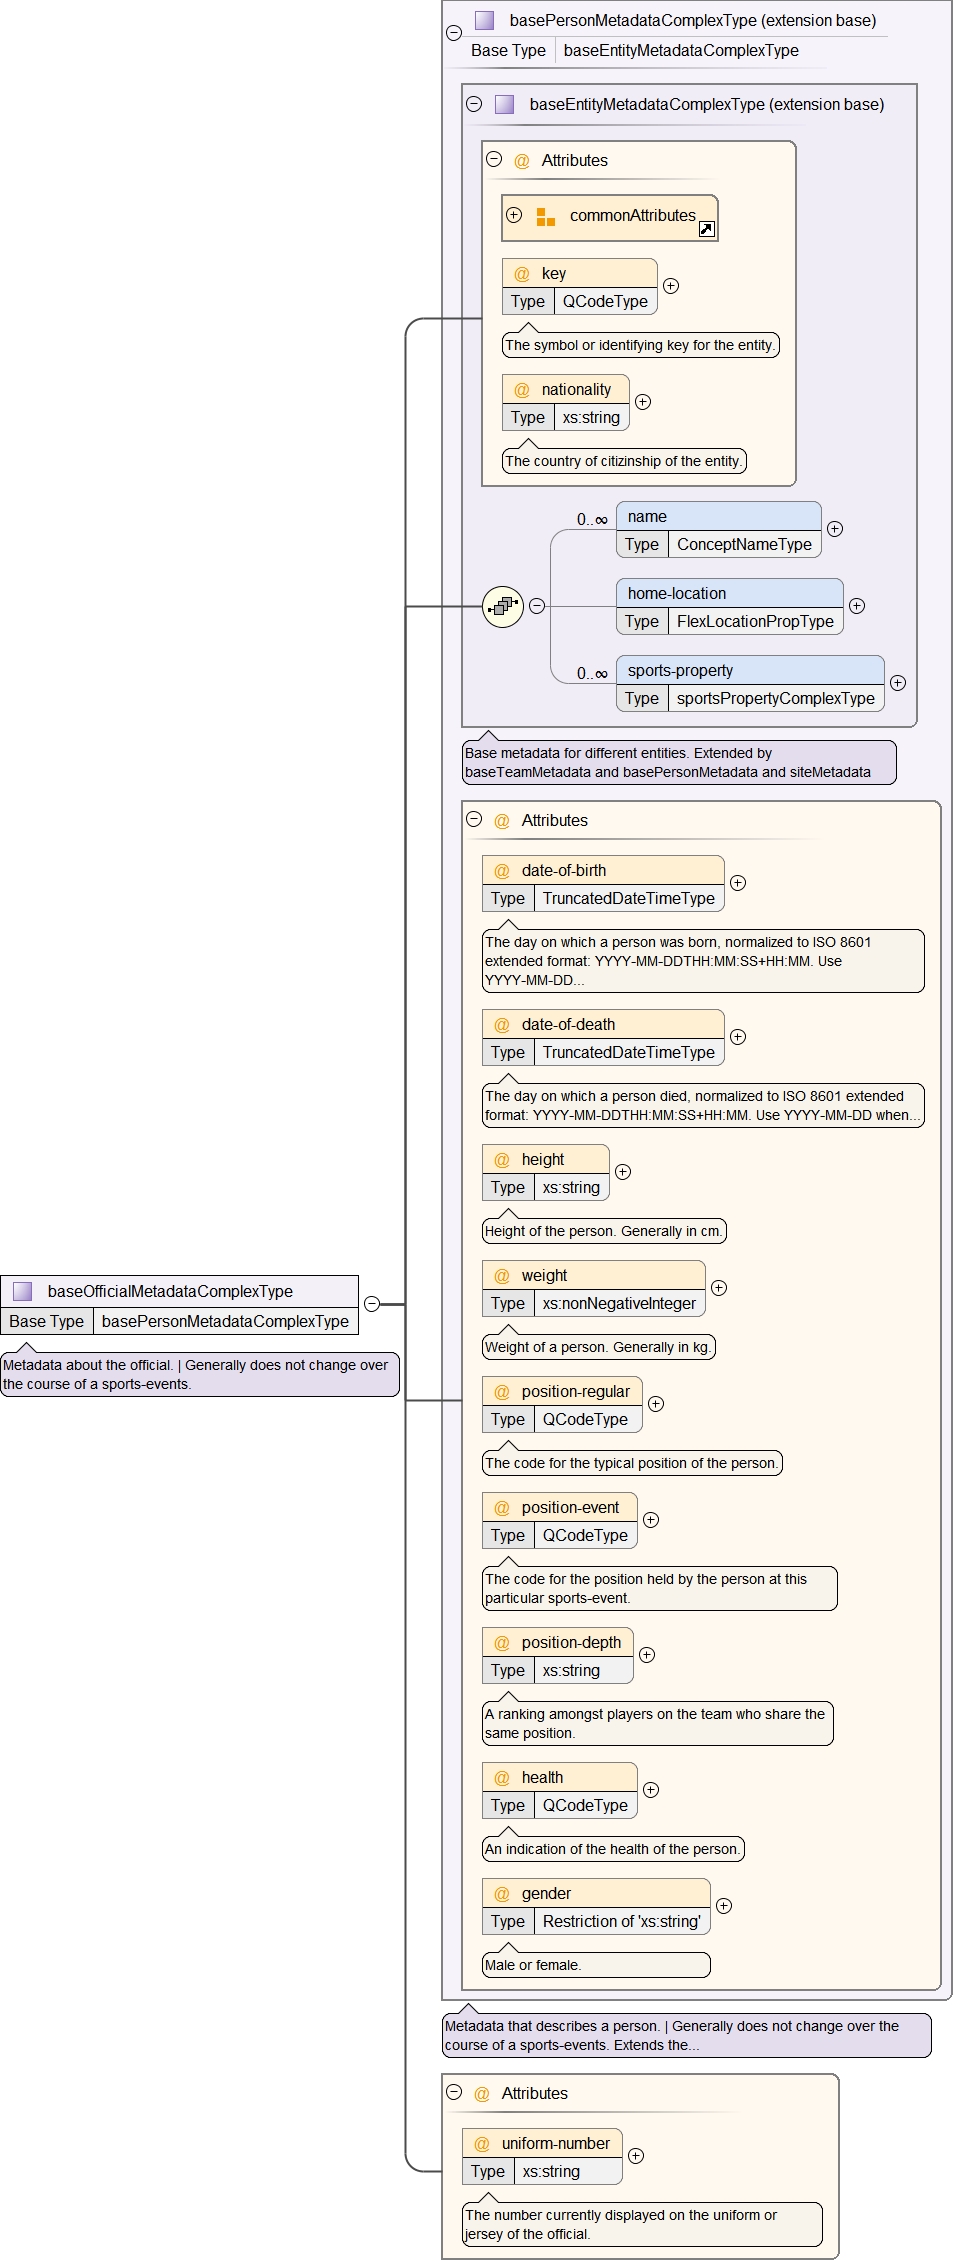 basePersonMetadataComplexType (extension base)
Base Type baseEntityMetadataComplexType
baseEntityMetadataComplexType (extension base)
@ Attributes
commonAttributes
@ key
Type QCodeType
The symbol or identifying key for the entity.
@ nationality
Type xs:string
The country of citizinship of the entity.
0..∞
name
Type ConceptNameType
home-location
Type FlexLocationPropType
0..∞
sports-property
Type sportsPropertyComplexType
Base metadata for different entities. Extended by
baseTeamMetadata and basePersonMetadata and siteMetadata
@ Attributes
@ date-of-birth
Type TruncatedDateTimeType
The day on which a person was born, normalized to ISO 8601
extended format: YYYY-MM-DDTHH:MM:SS+HH:MM. Use
YYYY-MM-DD...
@ date-of-death
Type TruncatedDateTimeType
The day on which a person died, normalized to ISO 8601 extended
format: YYYY-MM-DDTHH:MM:SS+HH:MM. Use YYYY-MM-DD when...
@ height
Type xs:string
Height of the person. Generally in cm.
@ weight
Type xs:nonNegativeInteger
Weight of a person. Generally in kg.
@ position-regular
Type QCodeType
The code for the typical position of the person.
@ position-event
Type QCodeType
The code for the position held by the person at this
particular sports-event.
@ position-depth
Type xs:string
A ranking amongst players on the team who share the
same position.
@ health
Type QCodeType
An indication of the health of the person.
@ gender
Type Restriction of 'xs:string'
Male or female.
Metadata that describes a person. | Generally does not change over the
course of a sports-events. Extends the...
baseOfficialMetadataComplexType
Base Type basePersonMetadataComplexType
Metadata about the official. | Generally does not change over
the course of a sports-events.
@ Attributes
@ uniform-number
Type xs:string
The number currently displayed on the uniform or
jersey of the official.